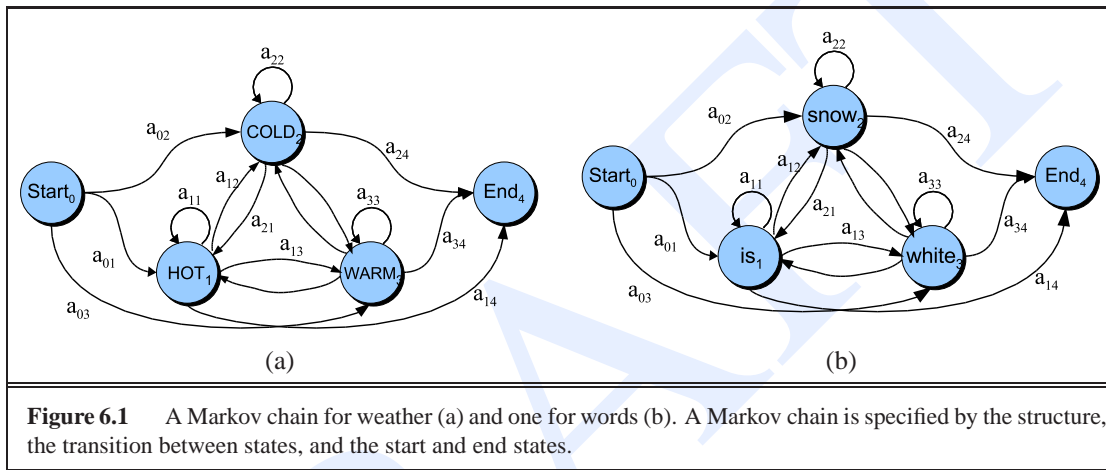 a₂₂
COLD₂
a₀₂
a₂₄
Start₀
End₄
a₁₂
a₁₁
a₂₁
a₃₃
a₁₃
a₃₄
a₀₁
HOT₁
WARM₃
a₀₃
a₁₄
(a)
a₂₂
snow₂
a₀₂
a₂₄
Start₀
End₄
a₁₂
a₁₁
a₂₁
a₃₃
a₁₃
a₃₄
a₀₁
is₁
white₃
a₀₃
a₁₄
(b)
Figure 6.1 A Markov chain for weather (a) and one for words (b). A Markov chain is specified by the structure,
the transition between states, and the start and end states.